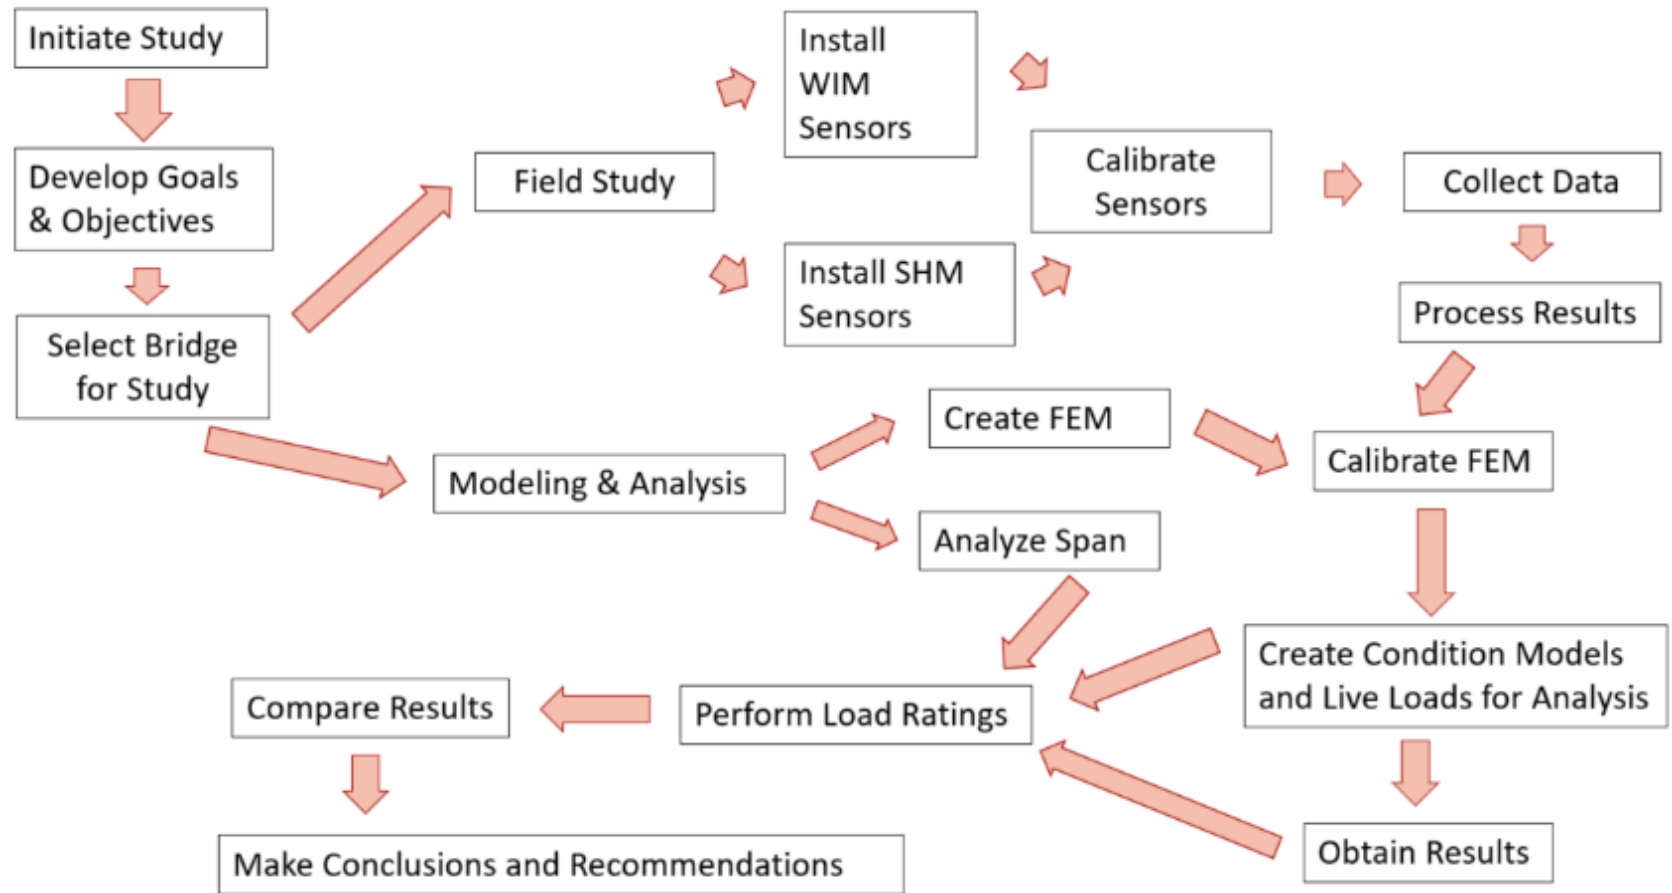 Initiate Study
Develop Goals
& Objectives
Select Bridge
for Study
Field Study
Install
WIM
Sensors
Install SHM
Sensors
Calibrate
Sensors
Collect Data
Process Results
Modeling & Analysis
Create FEM
Analyze Span
Calibrate FEM
Create Condition Models
and Live Loads for Analysis
Obtain Results
Perform Load Ratings
Compare Results
Make Conclusions and Recommendations